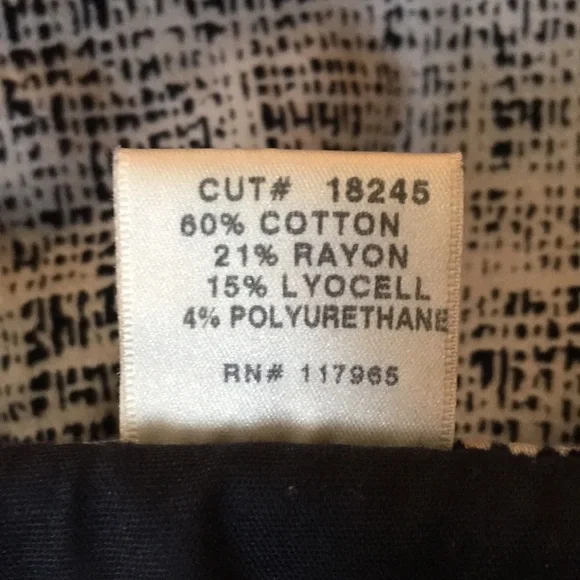 CUT# 18245
60% COTTON
21% RAYON
15% LYOCELL
4% POLYURETHANE
RN# 117965